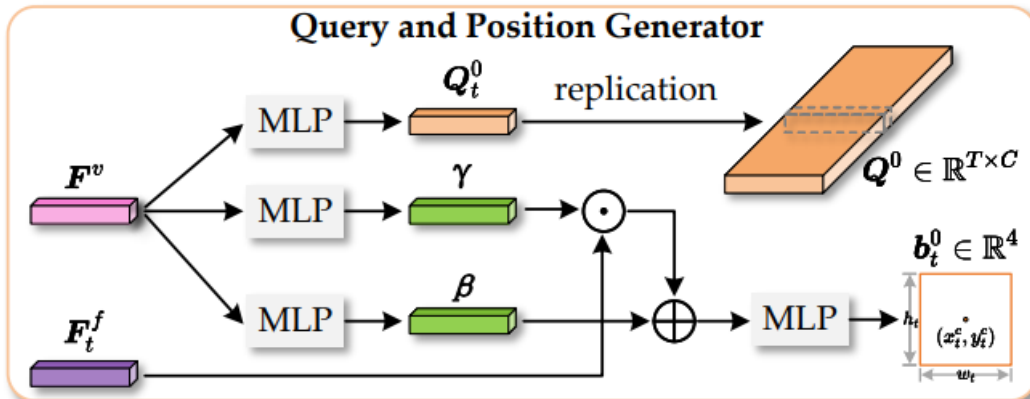 Query and Position Generator
Q_t^0
replication
MLP
F^v
Q^0 ∈ ℝ^{T×C}
γ
MLP
b_t^0 ∈ ℝ^4
β
MLP
MLP
h_t
(x_t^c, y_t^c)
F_t^f
w_t